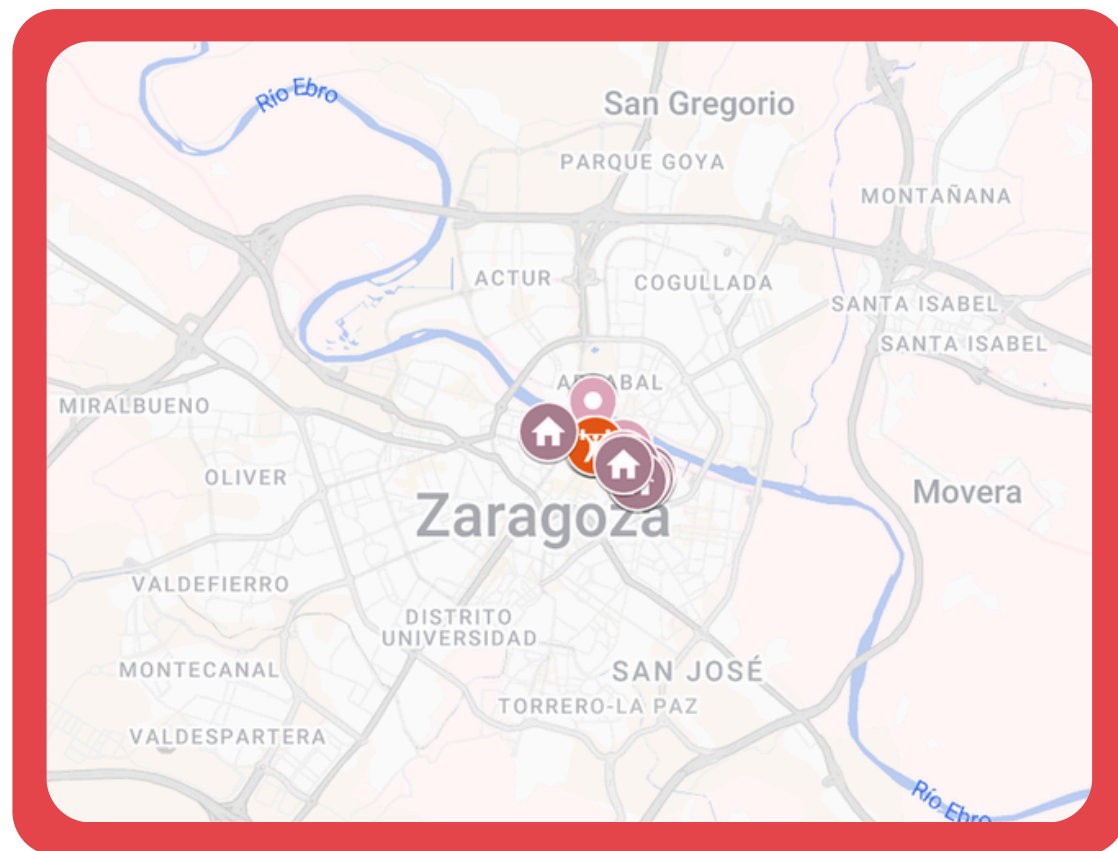 Río Ebro
San Gregorio
PARQUE GOYA
MONTAÑANA
ACTUR
COGULLADA
SANTA ISABEL
SANTA ISABEL
MIRALBUENO
OLIVER
Zaragoza
Movera
VALDEFIERRO
DISTRITO
UNIVERSIDAD
MONTECANAL
SAN JOSÉ
TORRERO-LA PAZ
VALDESPARTERA
Río Ebro